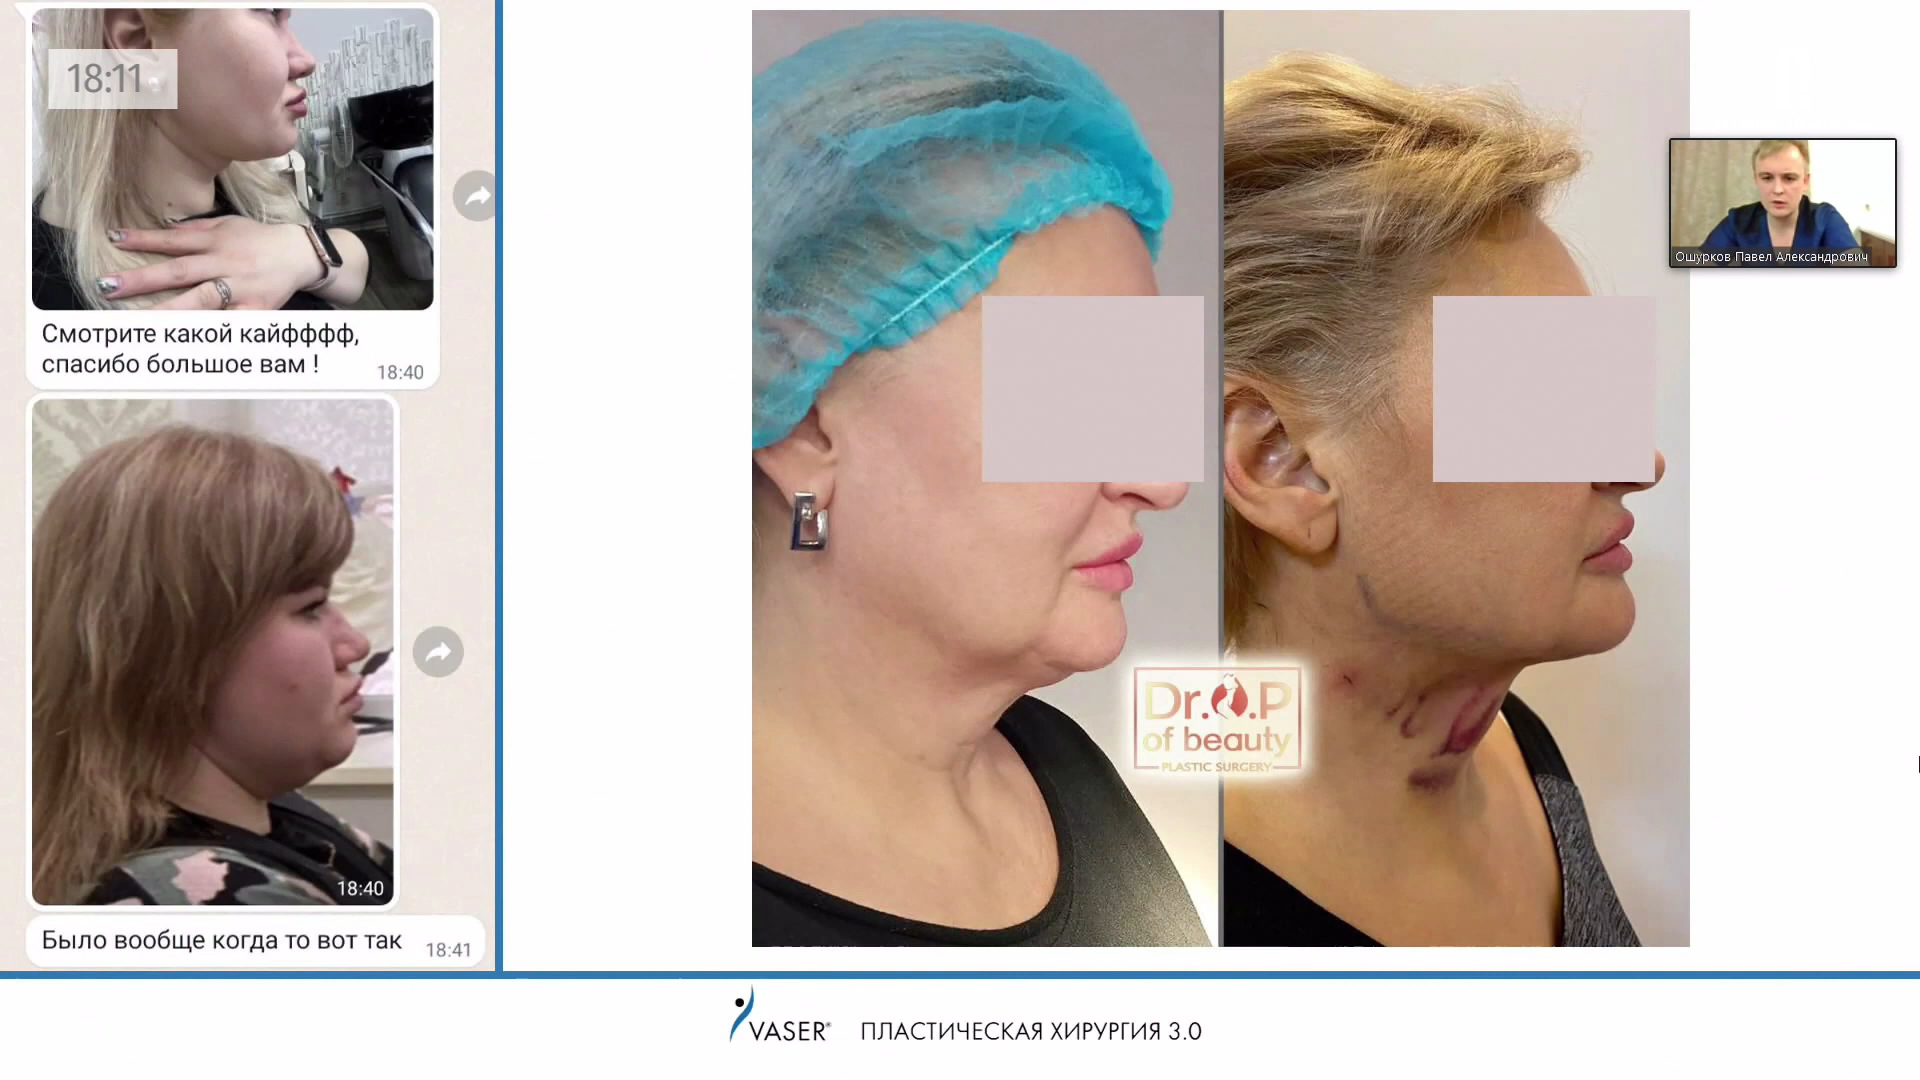 18:11
Смотрите какой кайфффф,
спасибо большое вам !
18:40
18:40
Было вообще когда то вот так
18:41
Dr. O.P
of beauty
PLASTIC SURGERY
Ошурков Павел Александрович
VASER®
ПЛАСТИЧЕСКАЯ ХИРУРГИЯ 3.0